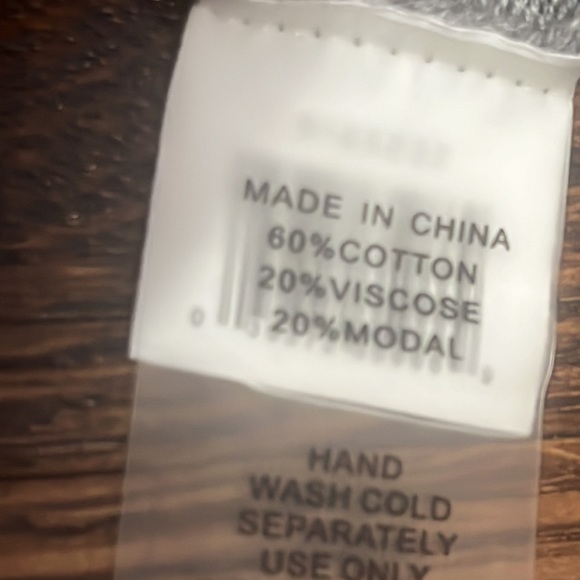 MADE IN CHINA
60%COTTON
20%VISCOSE
20%MODAL
HAND
WASH COLD
SEPARATELY
USE ONLY